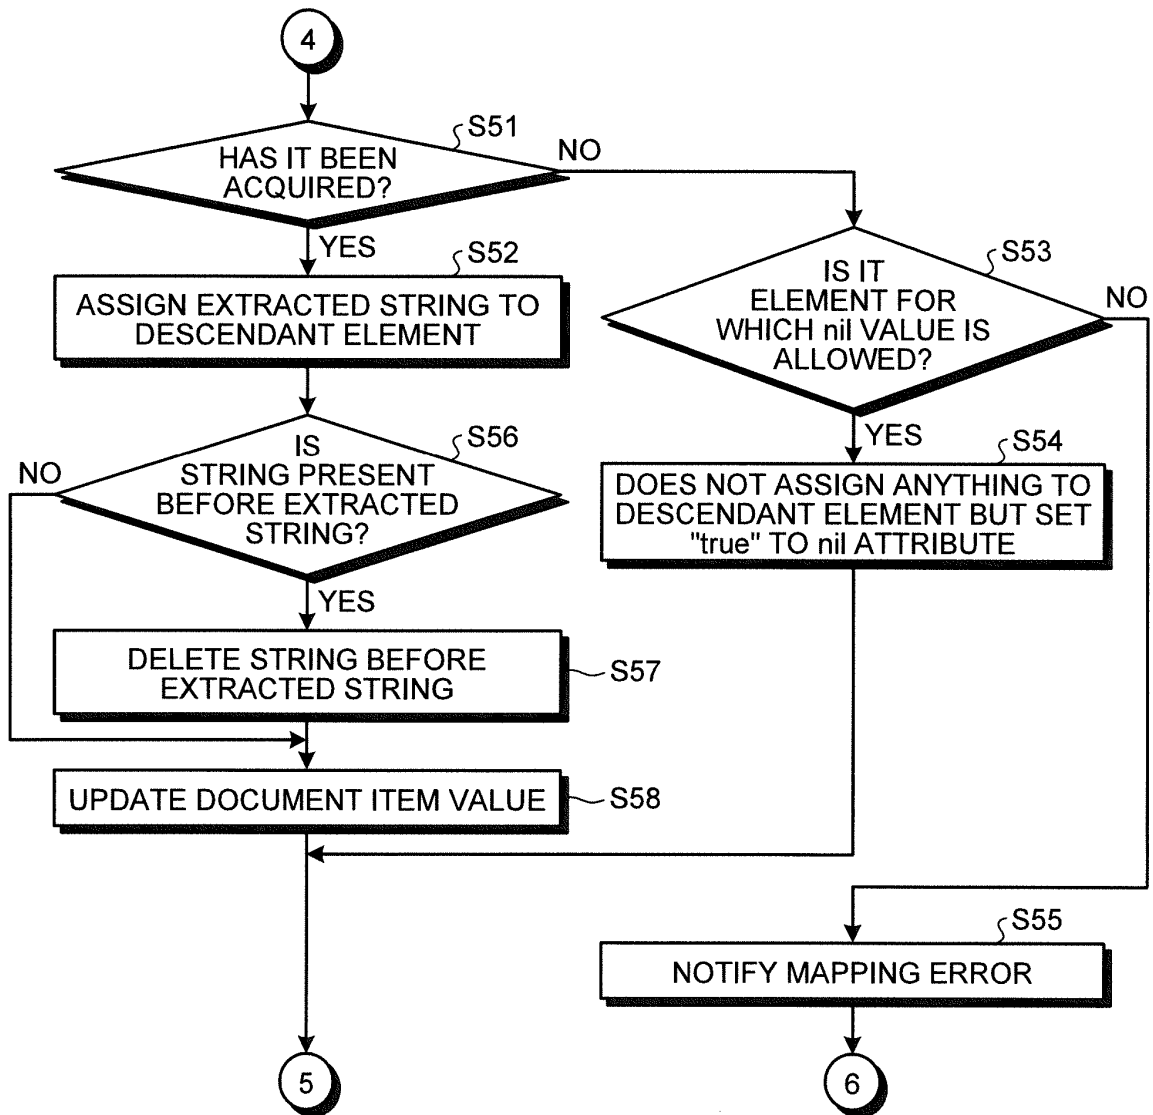 4
S51
HAS IT BEEN
ACQUIRED?
NO
YES
S52
ASSIGN EXTRACTED STRING TO
DESCENDANT ELEMENT
S53
IS IT
ELEMENT FOR
WHICH nil VALUE IS
ALLOWED?
NO
YES
S54
DOES NOT ASSIGN ANYTHING TO
DESCENDANT ELEMENT BUT SET
"true" TO nil ATTRIBUTE
S56
IS
STRING PRESENT
BEFORE EXTRACTED
STRING?
NO
YES
DELETE STRING BEFORE
EXTRACTED STRING
S57
UPDATE DOCUMENT ITEM VALUE
S58
S55
NOTIFY MAPPING ERROR
5
6